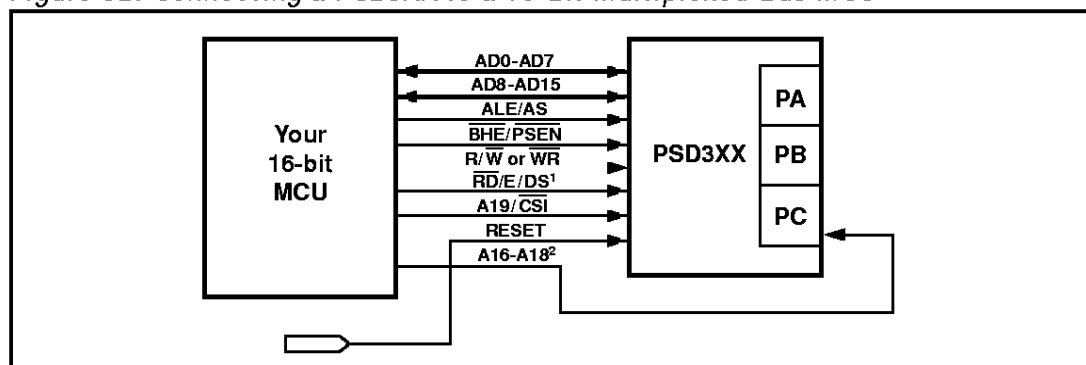 AD0-AD7
AD8-AD15
ALE/AS
BHE/PSEN
R/W or WR
RD/E/DS¹
A19/CSI
RESET
A16-A18²
Your
16-bit
MCU
PSD3XX
PA
PB
PC